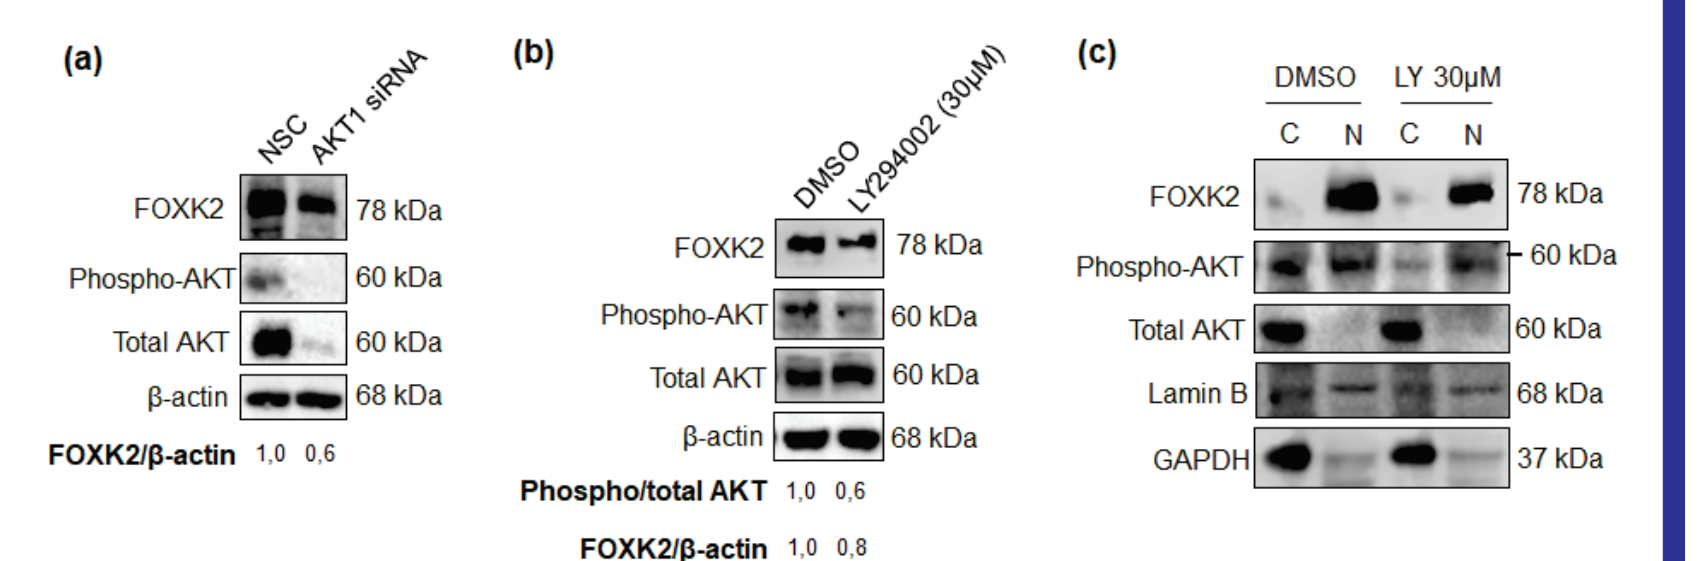 (a)
NSC
AKT1 siRNA
FOXK2
78 kDa
Phospho-AKT
60 kDa
Total AKT
60 kDa
β-actin
68 kDa
FOXK2/β-actin 1,0 0,6
(b)
DMSO
LY294002 (30µM)
FOXK2
78 kDa
Phospho-AKT
60 kDa
Total AKT
60 kDa
β-actin
68 kDa
Phospho/total AKT 1,0 0,6
FOXK2/β-actin 1,0 0,8
(c)
DMSO LY 30µM
C N C N
FOXK2
78 kDa
Phospho-AKT
60 kDa
Total AKT
60 kDa
Lamin B
68 kDa
GAPDH
37 kDa